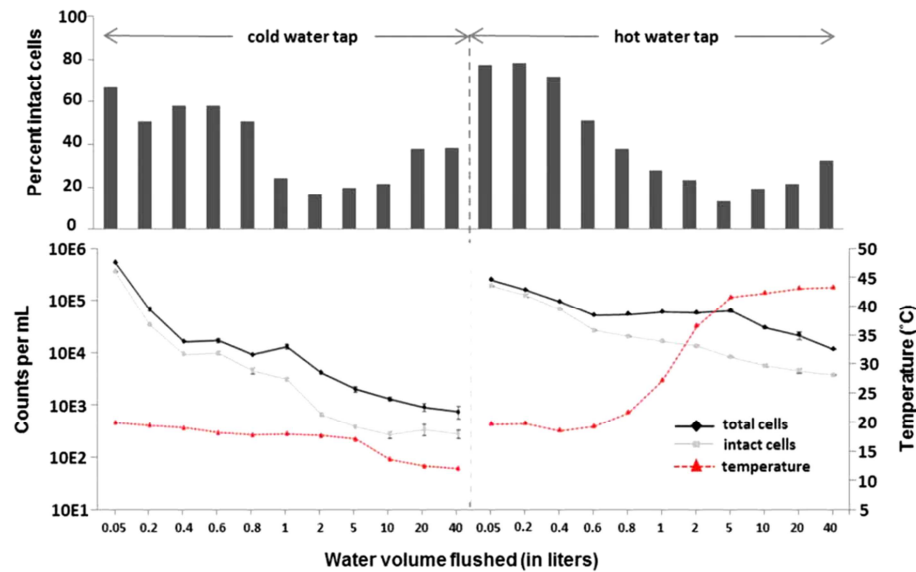 100
80
60
40
20
0
Percent intact cells
cold water tap
hot water tap
10E6
10E5
10E4
10E3
10E2
10E1
Counts per mL
50
45
40
35
30
25
20
15
10
5
Temperature (°C)
total cells
intact cells
temperature
0.05 0.2 0.4 0.6 0.8 1 2 5 10 20 40 0.05 0.2 0.4 0.6 0.8 1 2 5 10 20 40
Water volume flushed (in liters)